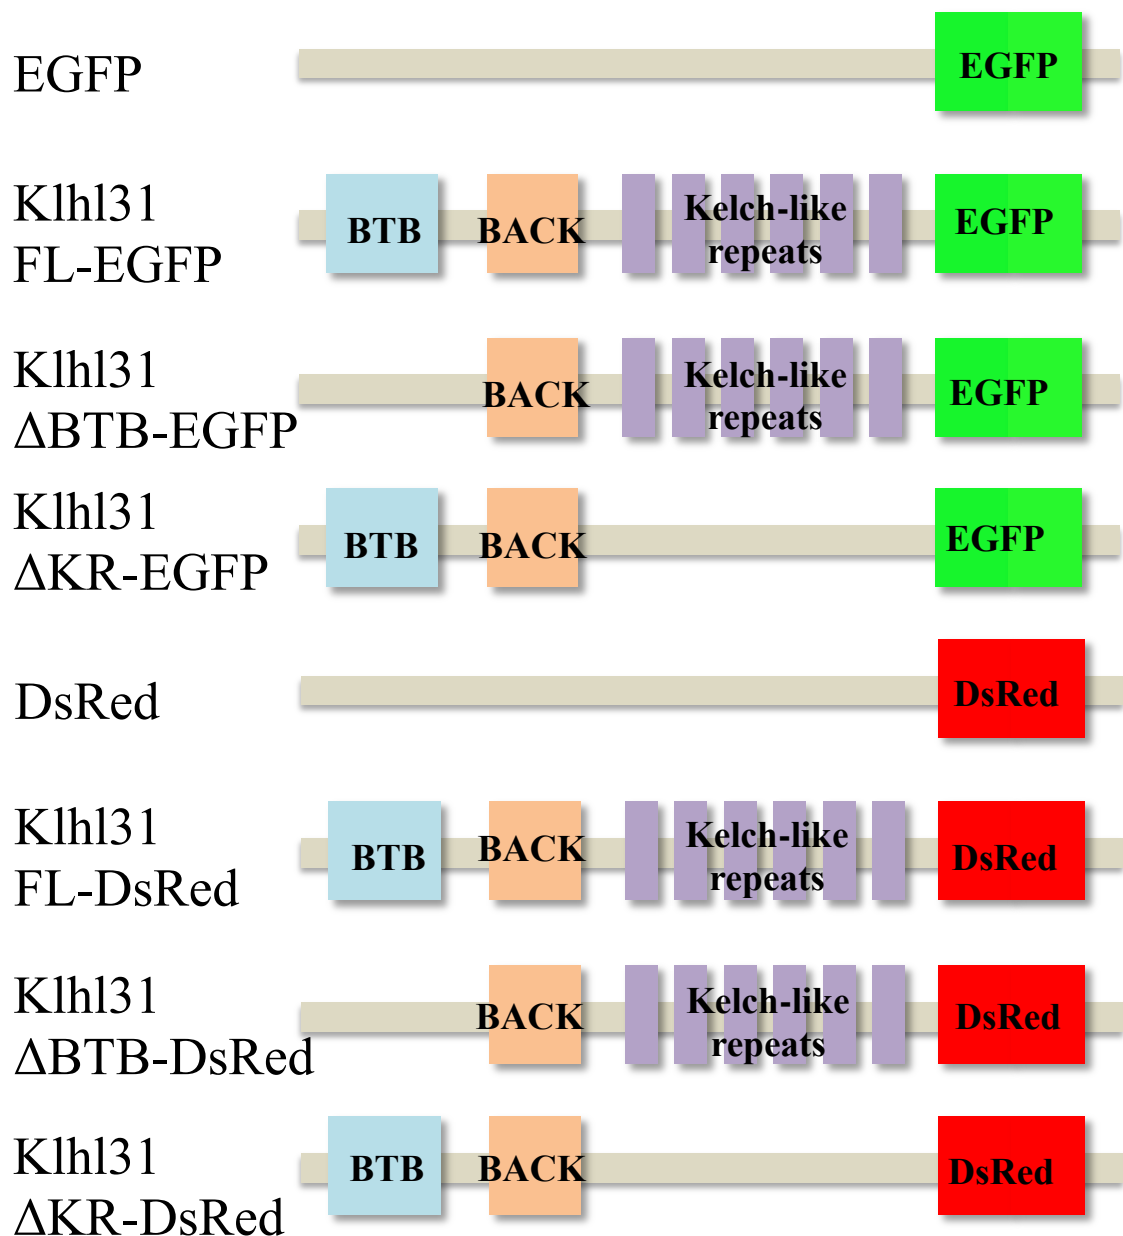 EGFP
EGFP
Klhl31
FL-EGFP
BTB
BACK
Kelch-like
repeats
EGFP
Klhl31
ΔBTB-EGFP
BACK
Kelch-like
repeats
EGFP
Klhl31
ΔKR-EGFP
BTB
BACK
EGFP
DsRed
DsRed
Klhl31
FL-DsRed
BTB
BACK
Kelch-like
repeats
DsRed
Klhl31
ΔBTB-DsRed
BACK
Kelch-like
repeats
DsRed
Klhl31
ΔKR-DsRed
BTB
BACK
DsRed